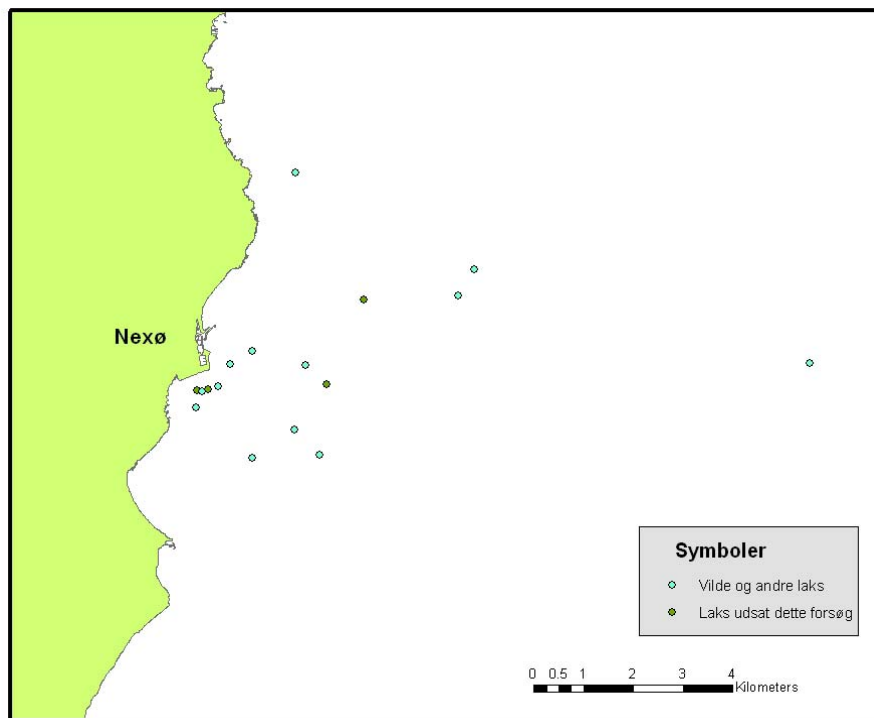 Nexø
Symboler
Vilde og andre laks
Laks udsat dette forsøg
0 0.5 1 2 3 4
Kilometers